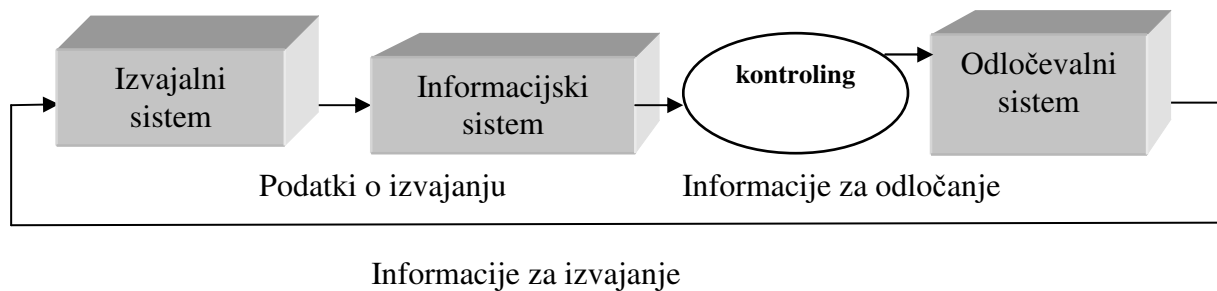 Izvajalni
sistem
Informacijski
sistem
kontroling
Odločevalni
sistem
Podatki o izvajanju
Informacije za odločanje
Informacije za izvajanje